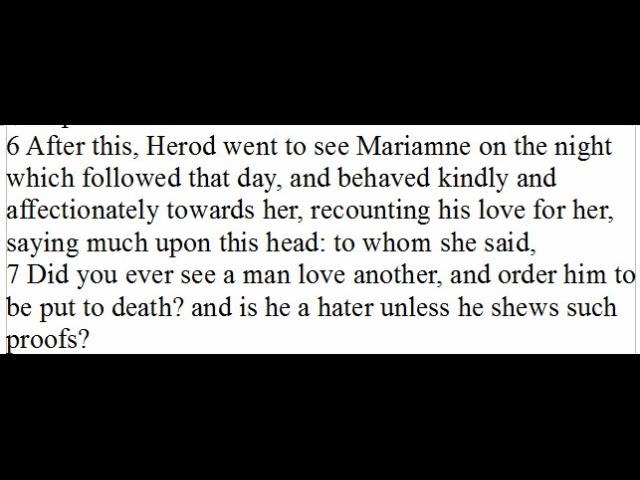 6 After this, Herod went to see Mariamne on the night
which followed that day, and behaved kindly and
affectionately towards her, recounting his love for her,
saying much upon this head: to whom she said,
7 Did you ever see a man love another, and order him to
be put to death? and is he a hater unless he shews such
proofs?